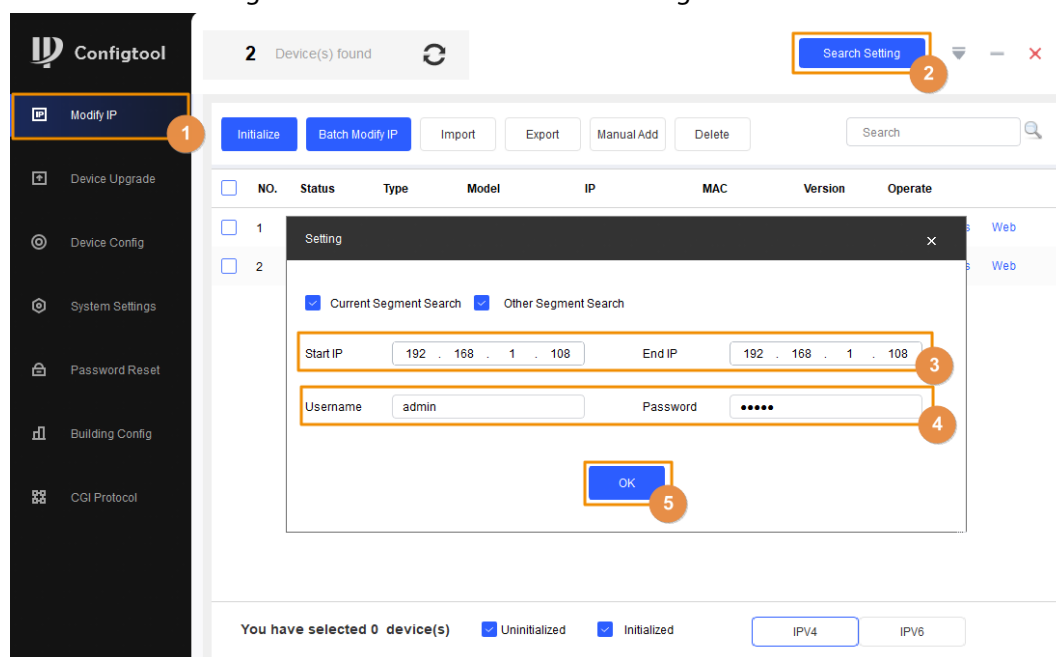 Configtool
2 Device(s) found
Search Setting
2
IP Modify IP
1
Initialize Batch Modify IP Import Export Manual Add Delete Search
Device Upgrade
NO. Status Type Model IP MAC Version Operate
1 s Web
Setting
Device Config
2 s Web
Current Segment Search Other Segment Search
System Settings
Start IP 192 . 168 . 1 . 108 End IP 192 . 168 . 1 . 108
3
Password Reset
Username admin Password •••••
4
Building Config
OK
5
CGI Protocol
You have selected 0 device(s) Uninitialized Initialized IPV4 IPV6